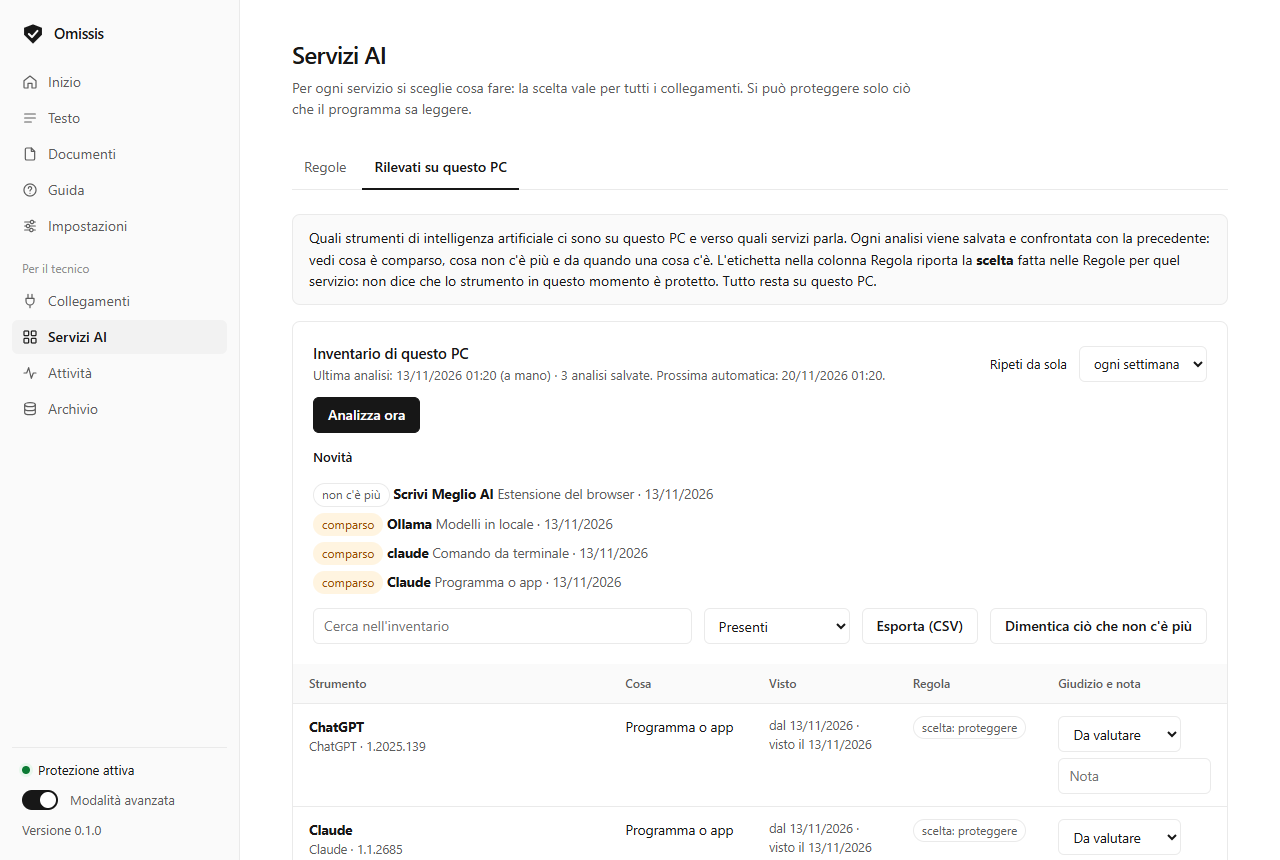 Omissis
Inizio
Testo
Documenti
Guida
Impostazioni
Per il tecnico
Collegamenti
Servizi AI
Attività
Archivio
Protezione attiva
Modalità avanzata
Versione 0.1.0
Servizi AI
Per ogni servizio si sceglie cosa fare: la scelta vale per tutti i collegamenti. Si può proteggere solo ciò
che il programma sa leggere.
Regole
Rilevati su questo PC
Quali strumenti di intelligenza artificiale ci sono su questo PC e verso quali servizi parla. Ogni analisi viene salvata e confrontata con la precedente:
vedi cosa è comparso, cosa non c'è più e da quando una cosa c'è. L'etichetta nella colonna Regola riporta la scelta fatta nelle Regole per quel
servizio: non dice che lo strumento in questo momento è protetto. Tutto resta su questo PC.
Inventario di questo PC
Ultima analisi: 13/11/2026 01:20 (a mano) · 3 analisi salvate. Prossima automatica: 20/11/2026 01:20.
Ripeti da sola
ogni settimana
Analizza ora
Novità
non c'è più Scrivi Meglio AI Estensione del browser · 13/11/2026
comparso Ollama Modelli in locale · 13/11/2026
comparso claude Comando da terminale · 13/11/2026
comparso Claude Programma o app · 13/11/2026
Cerca nell'inventario
Presenti
Esporta (CSV)
Dimentica ciò che non c'è più
Strumento Cosa Visto Regola Giudizio e nota
ChatGPT
ChatGPT · 1.2025.139
Programma o app
dal 13/11/2026 ·
visto il 13/11/2026
scelta: proteggere
Da valutare
Nota
Claude
Claude · 1.1.2685
Programma o app
dal 13/11/2026 ·
visto il 13/11/2026
scelta: proteggere
Da valutare